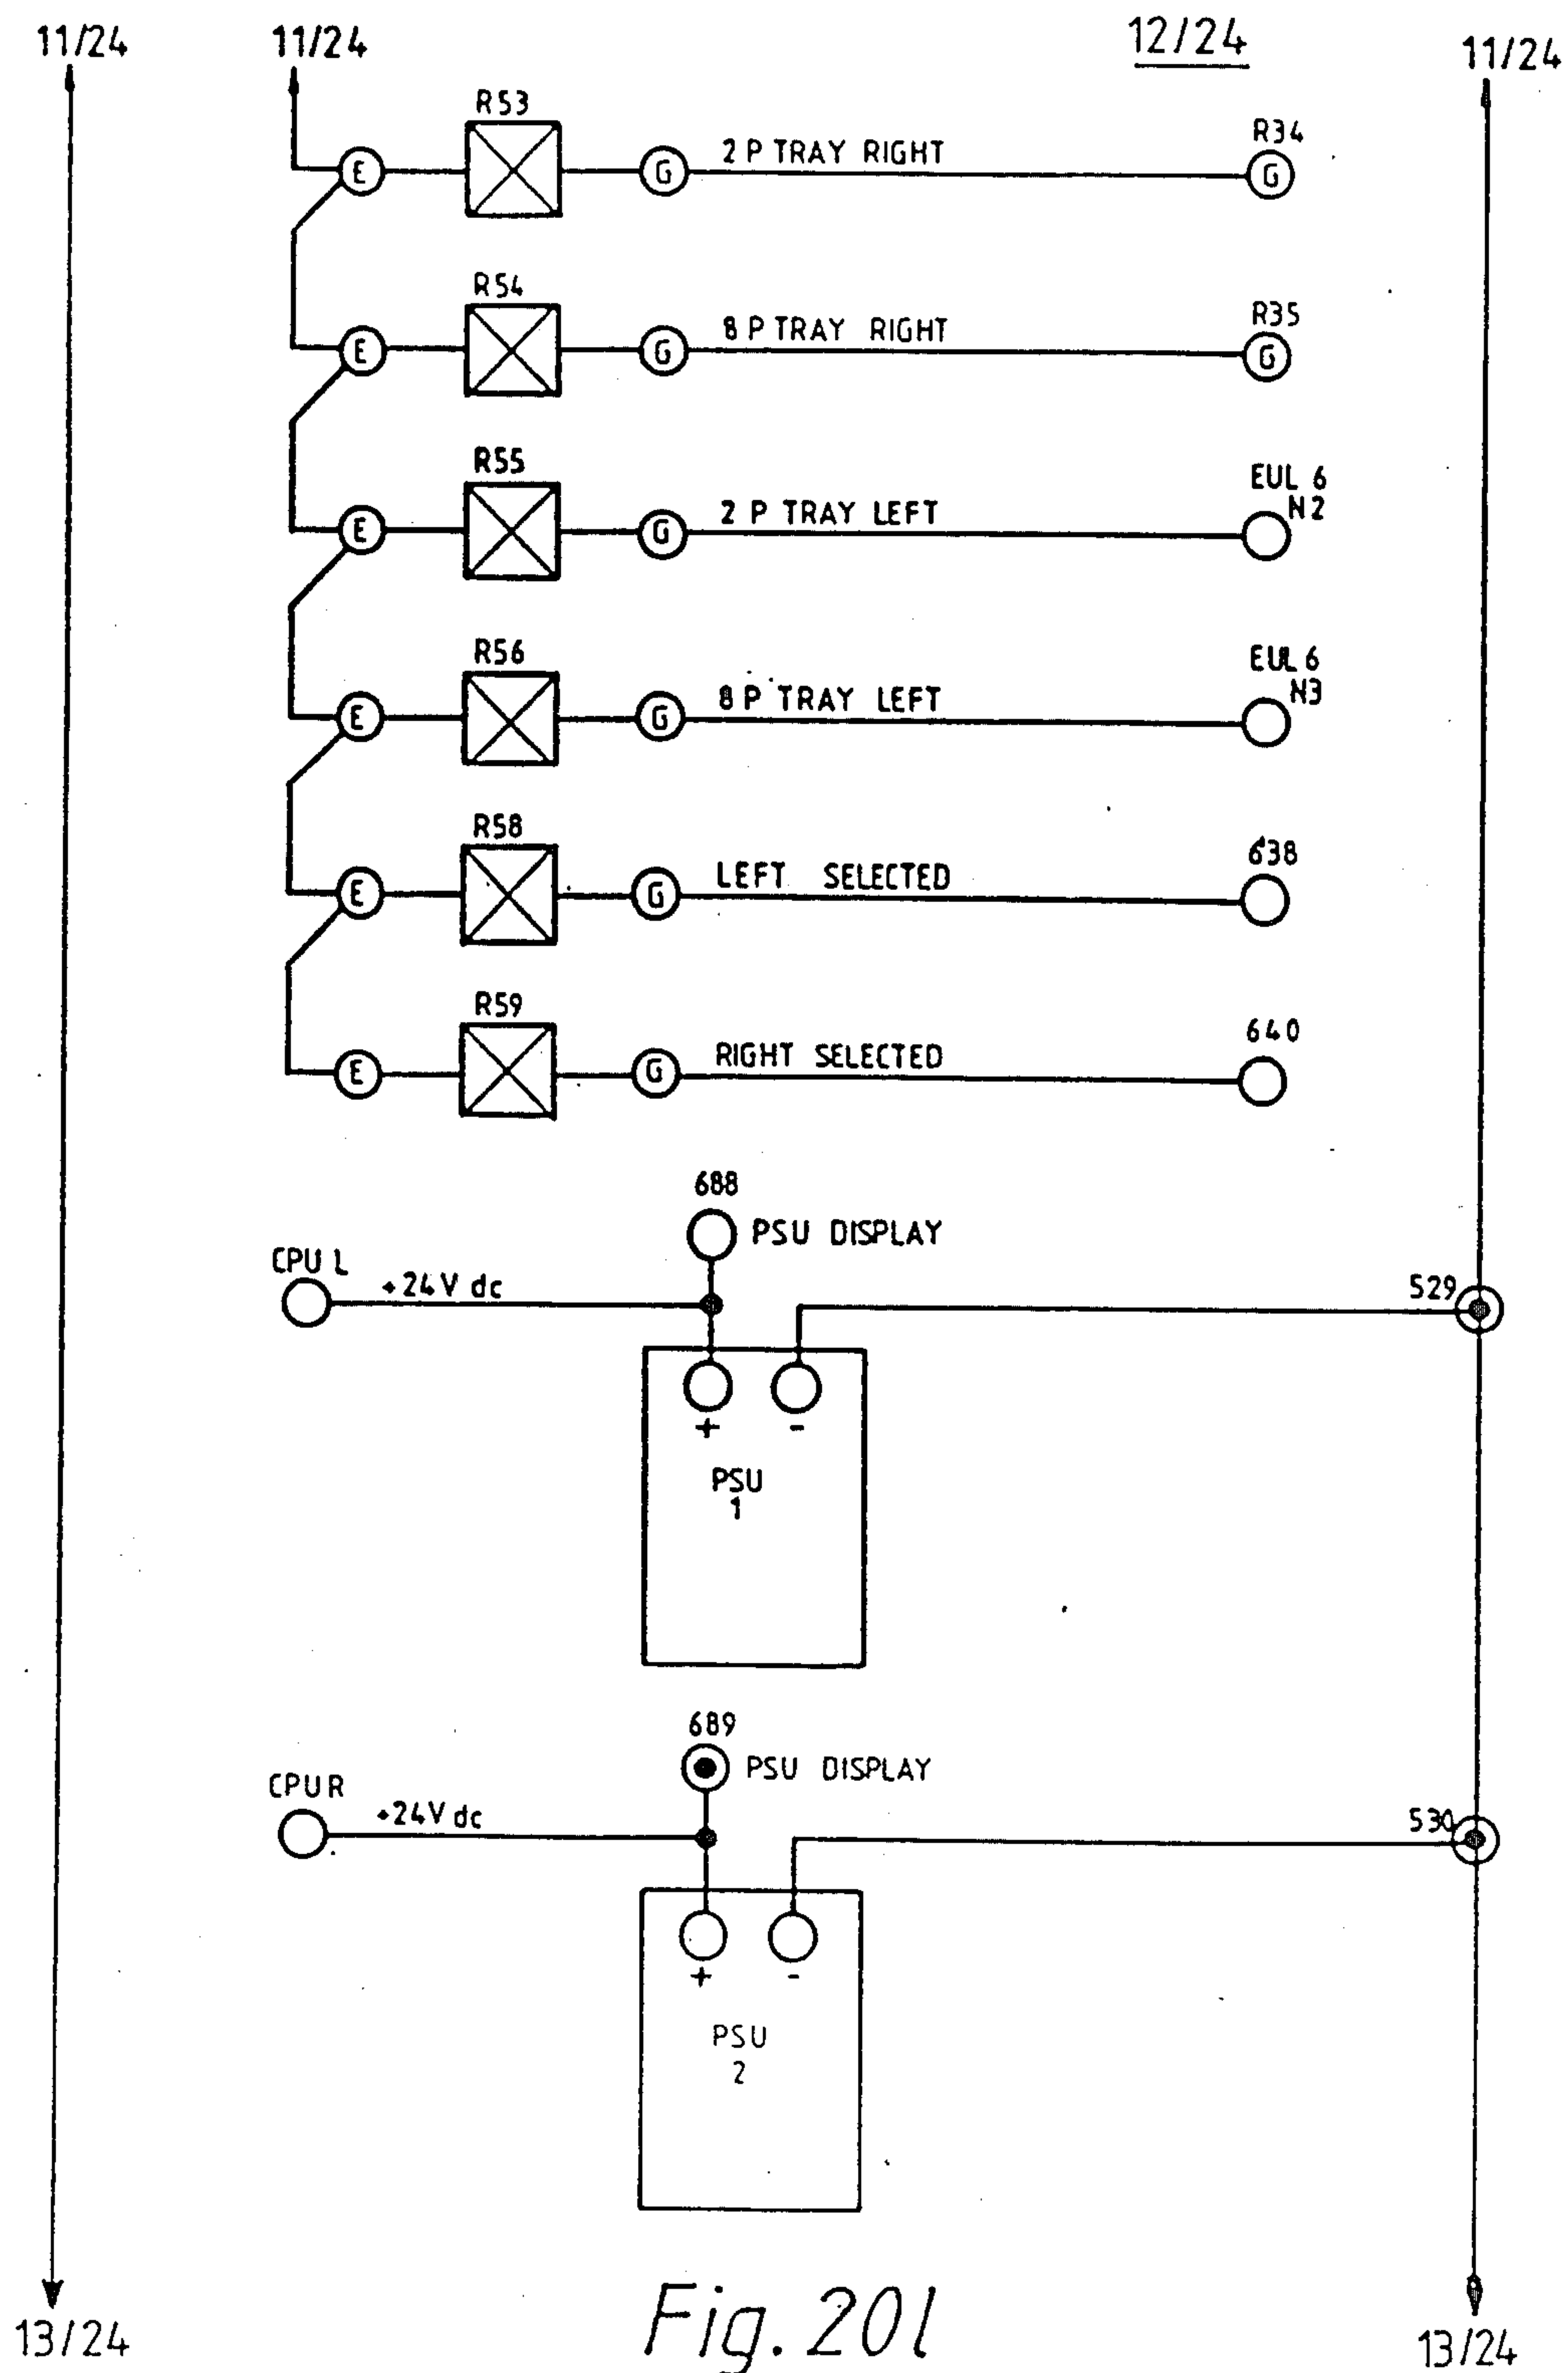 11/24 11/24 12/24 11/24
R53
E G 2 P TRAY RIGHT R34 G
R54
E G 8 P TRAY RIGHT R35 G
R55
E G 2 P TRAY LEFT EUL 6 N2
R56
E G 8 P TRAY LEFT EUL 6 N3
R58
E G LEFT SELECTED 638
R59
E G RIGHT SELECTED 640
688
PSU DISPLAY
CPU L +24V dc 529
+ -
PSU
1
689
PSU DISPLAY
CPU R +24V dc 530
+ -
PSU
2
13/24 Fig. 20l 13/24